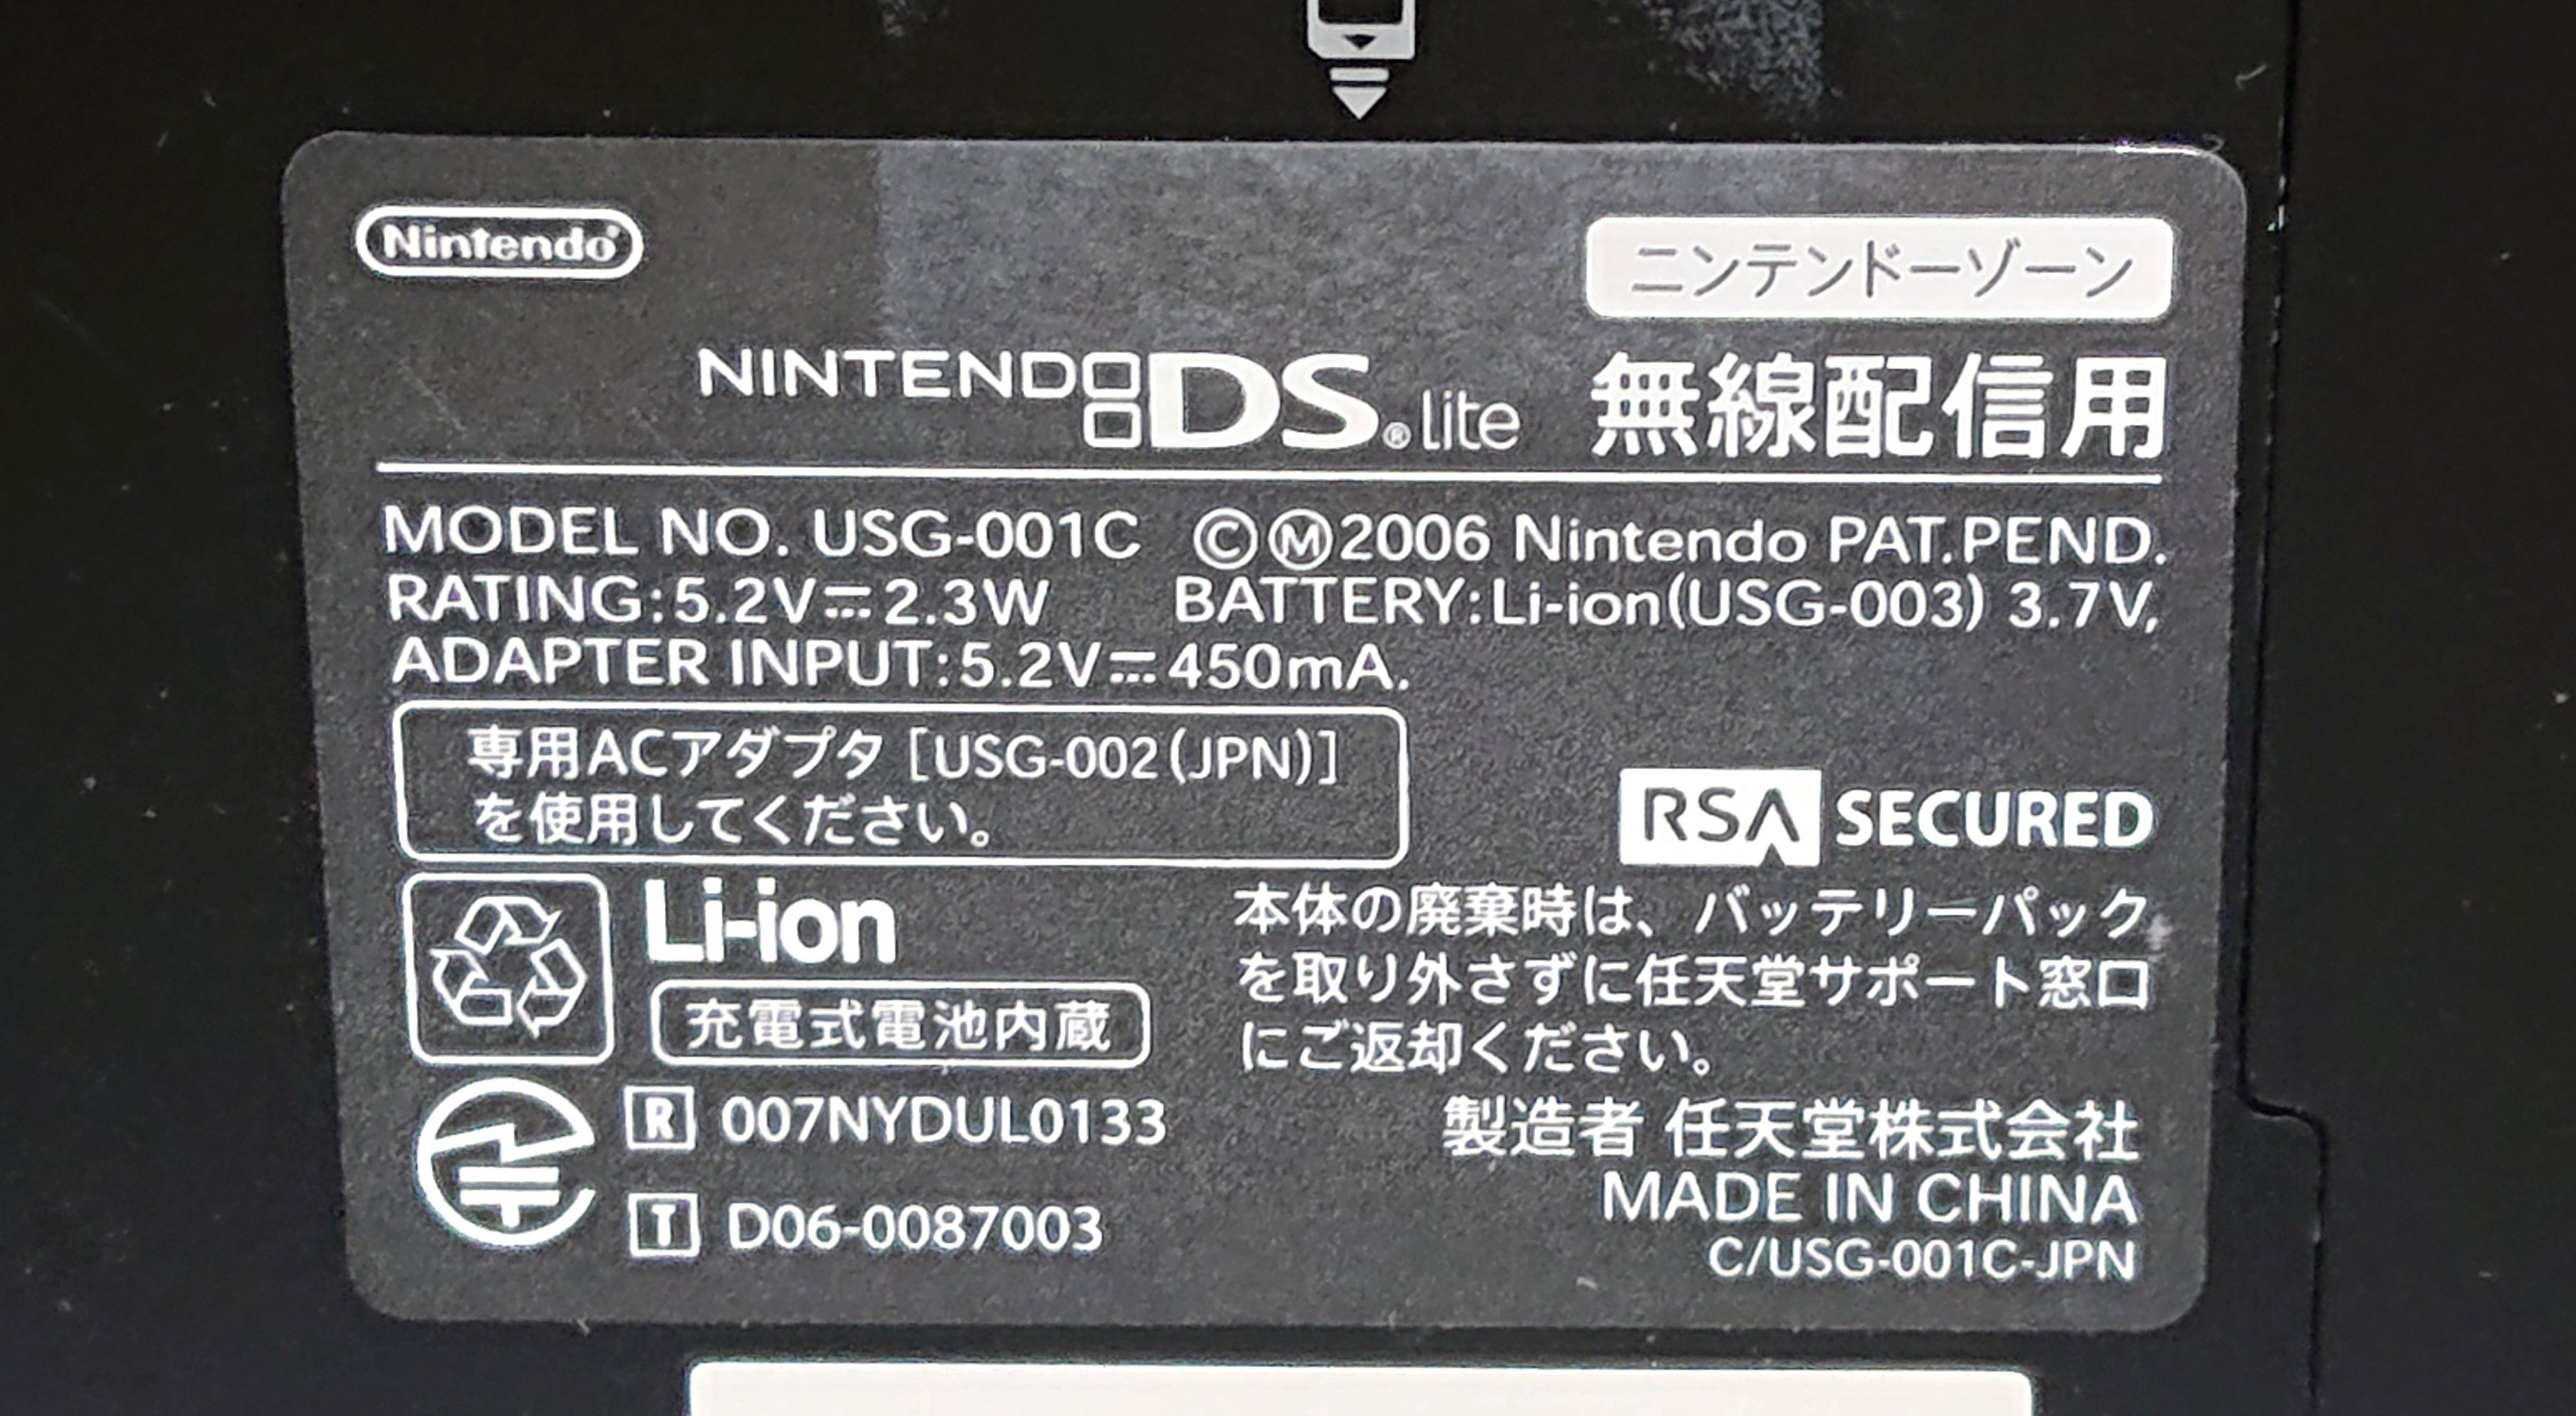 Nintendo®
ニンテンドーゾーン
NINTENDO DS® lite 無線配信用
MODEL NO. USG-001C ©Ⓜ2006 Nintendo PAT.PEND.
RATING:5.2V⎓2.3W BATTERY:Li-ion(USG-003) 3.7V,
ADAPTER INPUT:5.2V⎓450mA.
専用ACアダプタ［USG-002(JPN)］
を使用してください。
RSA SECURED
Li-ion
充電式電池内蔵
本体の廃棄時は、バッテリーパック
を取り外さずに任天堂サポート窓口
にご返却ください。
R 007NYDUL0133
T D06-0087003
製造者 任天堂株式会社
MADE IN CHINA
C/USG-001C-JPN